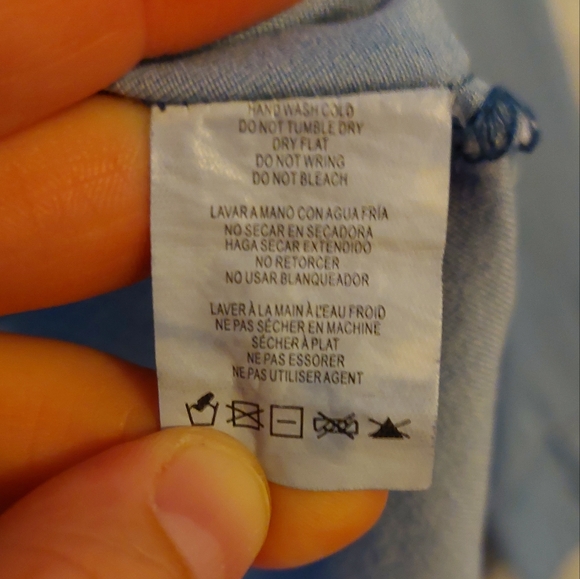 HAND WASH COLD
DO NOT TUMBLE DRY
DRY FLAT
DO NOT WRING
DO NOT BLEACH
LAVAR A MANO CON AGUA FRÍA
NO SECAR EN SECADORA
HAGA SECAR EXTENDIDO
NO RETORCER
NO USAR BLANQUEADOR
LAVER À LA MAIN À L'EAU FROID
NE PAS SÉCHER EN MACHINE
SÉCHER À PLAT
NE PAS ESSORER
NE PAS UTILISER AGENT